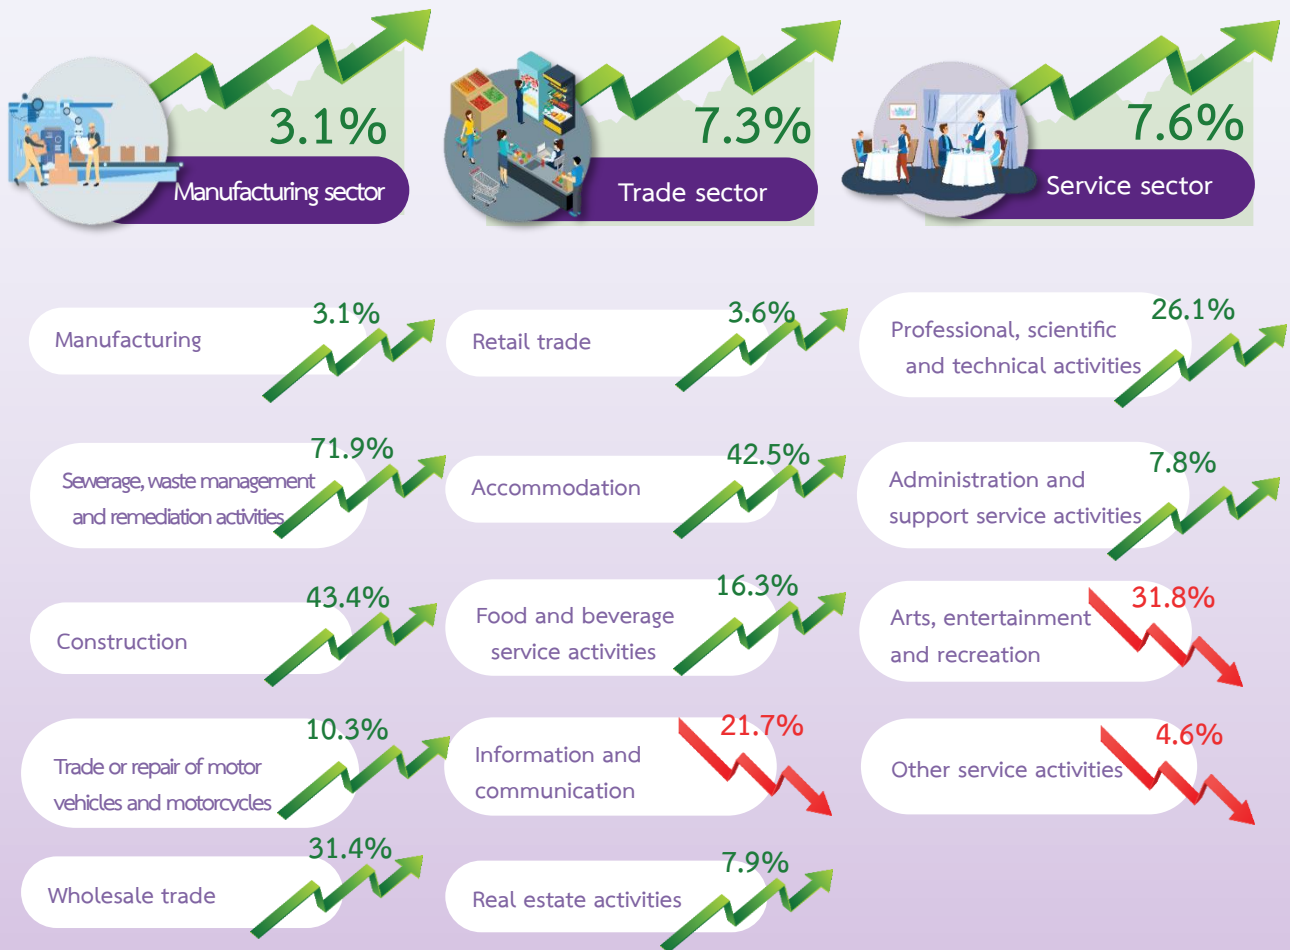 3.1%
Manufacturing sector
7.3%
Trade sector
7.6%
Service sector
3.1%
Manufacturing
71.9%
Sewerage, waste management
and remediation activities
43.4%
Construction
10.3%
Trade or repair of motor
vehicles and motorcycles
31.4%
Wholesale trade
3.6%
Retail trade
42.5%
Accommodation
16.3%
Food and beverage
service activities
21.7%
Information and
communication
7.9%
Real estate activities
26.1%
Professional, scientific
and technical activities
7.8%
Administration and
support service activities
31.8%
Arts, entertainment
and recreation
4.6%
Other service activities